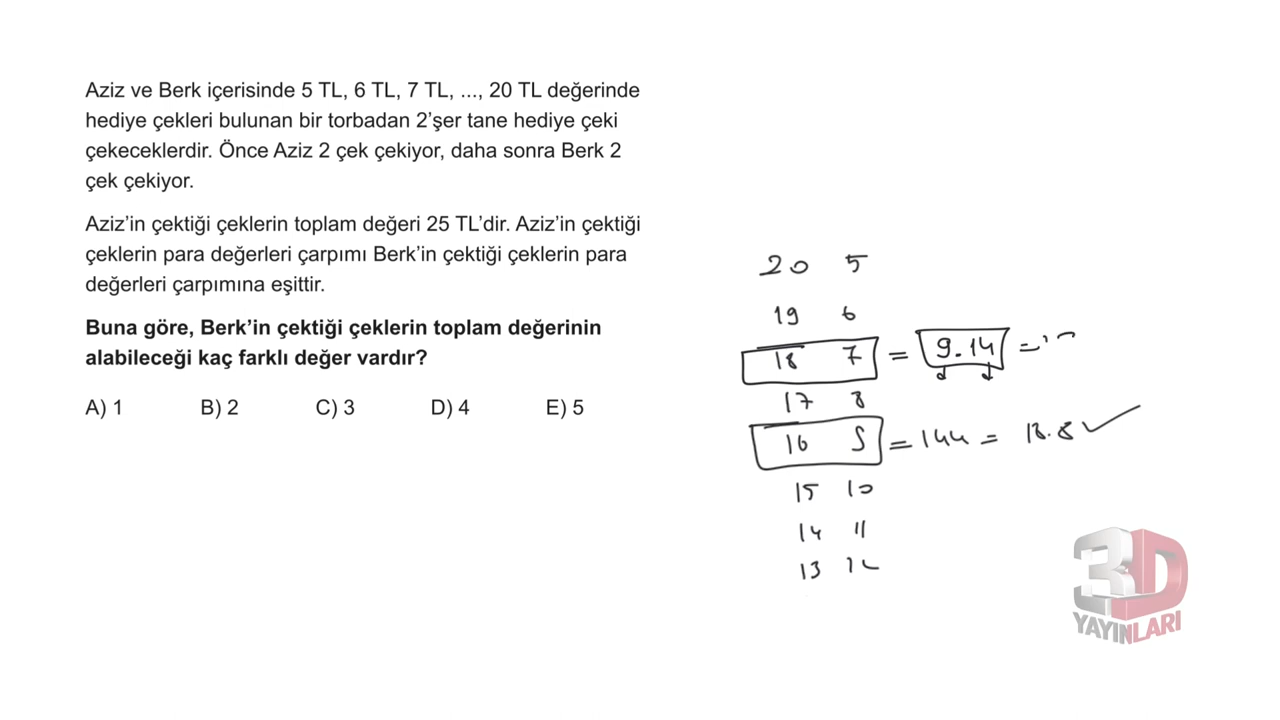 Aziz ve Berk içerisinde 5 TL, 6 TL, 7 TL, ..., 20 TL değerinde
hediye çekleri bulunan bir torbadan 2'şer tane hediye çeki
çekeceklerdir. Önce Aziz 2 çek çekiyor, daha sonra Berk 2
çek çekiyor.
Aziz'in çektiği çeklerin toplam değeri 25 TL'dir. Aziz'in çektiği
çeklerin para değerleri çarpımı Berk'in çektiği çeklerin para
değerleri çarpımına eşittir.
Buna göre, Berk'in çektiği çeklerin toplam değerinin
alabileceği kaç farklı değer vardır?
A) 1 B) 2 C) 3 D) 4 E) 5
20 5
19 6
18 7 = 9.14 =
17 8
16 9 = 144 = 18.8
15 10
14 11
13 12
3D
YAYINLARI